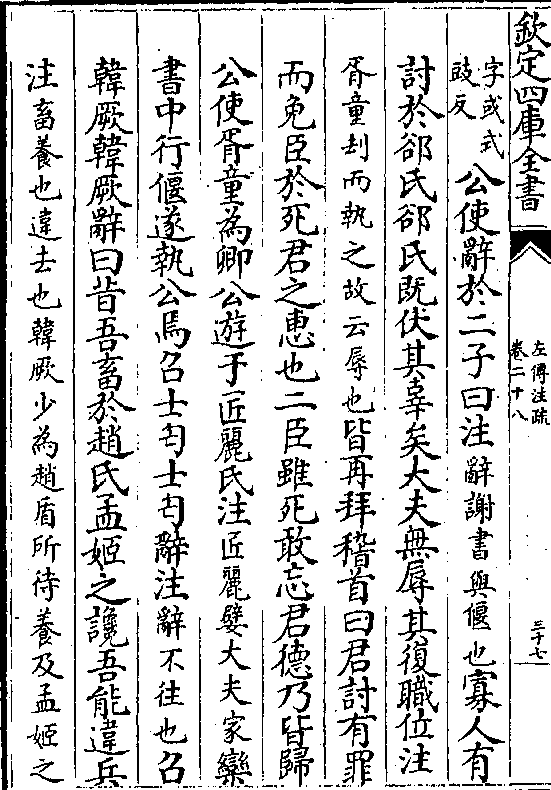 欽定四庫全書
左傳注疏
卷二十八
三十七
字或式
豉反
公使辭於二子曰注辭謝書與偃也寡人有
討於郤氏郤氏既伏其辜矣大夫無辱其復職位注
胥童刦而執之故云辱也皆再拜稽首曰君討有罪
而免臣於死君之惠也二臣雖死敢忘君德乃皆歸
公使胥童為卿公遊于匠麗氏注匠麗嬖大夫家欒
書中行偃遂執公焉召士匄士匄辭注辭不往也召
韓厥韓厥辭曰昔吾畜於趙氏孟姬之讒吾能違兵
注畜養也違去也韓厥少為趙盾所待養及孟姬之